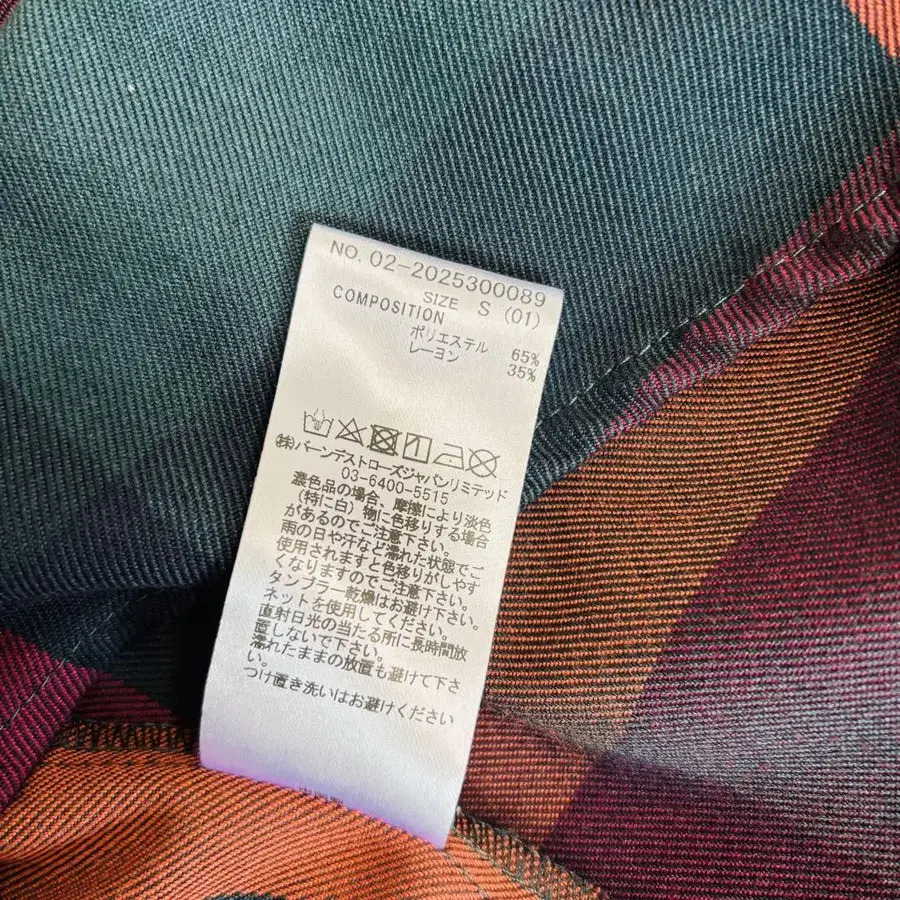 NO. 02-2025300089
SIZE S (01)
COMPOSITION
ポリエステル 65%
レーヨン 35%
㈱バーンデストローズジャパンリミテッド
03-6400-5515
濃色品の場合、摩擦により淡色
(特に白)物に色移りする場合
があるのでご注意下さい。
雨の日や汗など濡れた状態でご
使用されますと色移りがしやす
くなりますのでご注意下さい。
タンブラー乾燥はお避け下さい。
ネットを使用してください。
直射日光の当たる所に長時間放
置しないで下さい。
濡れたままの放置も避けて下さ
い。
つけ置き洗いはお避けください